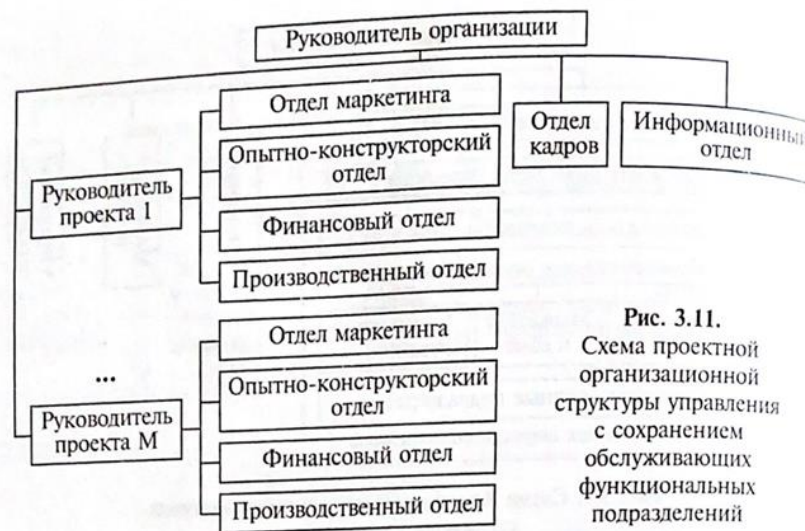 Руководитель организации
Отдел маркетинга
Опытно-конструкторский
отдел
Финансовый отдел
Производственный отдел
Руководитель
проекта 1
Отдел
кадров
Информационный
отдел
...
Руководитель
проекта М
Отдел маркетинга
Опытно-конструкторский
отдел
Финансовый отдел
Производственный отдел
Рис. 3.11.
Схема проектной
организационной
структуры управления
с сохранением
обслуживающих
функциональных
подразделений